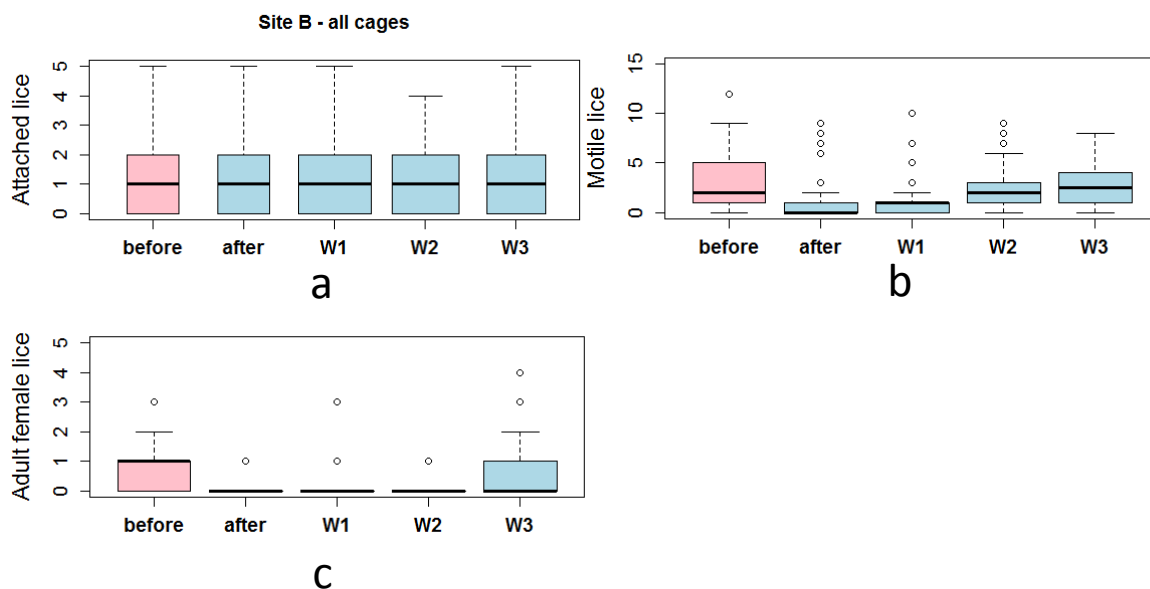 Site B - all cages
Attached lice
5
4
3
2
1
0
before after W1 W2 W3
a
Motile lice
15
10
5
0
before after W1 W2 W3
b
Adult female lice
5
4
3
2
1
0
before after W1 W2 W3
c